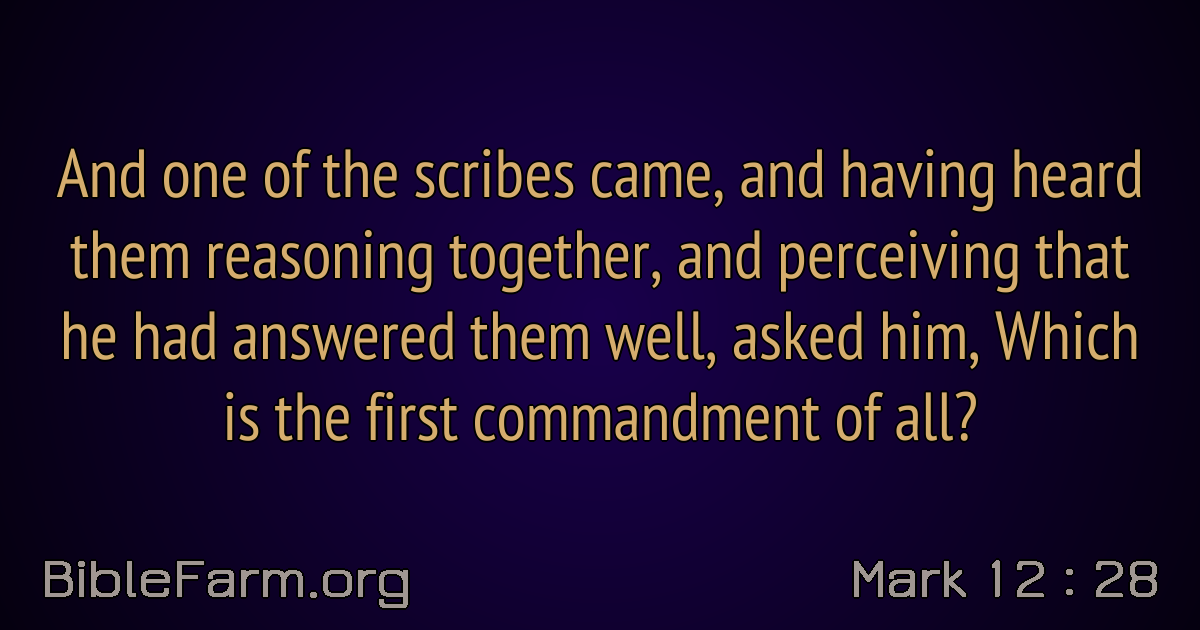 And one of the scribes came, and having heard
them reasoning together, and perceiving that
he had answered them well, asked him, Which
is the first commandment of all?
BibleFarm.org
Mark 12 : 28